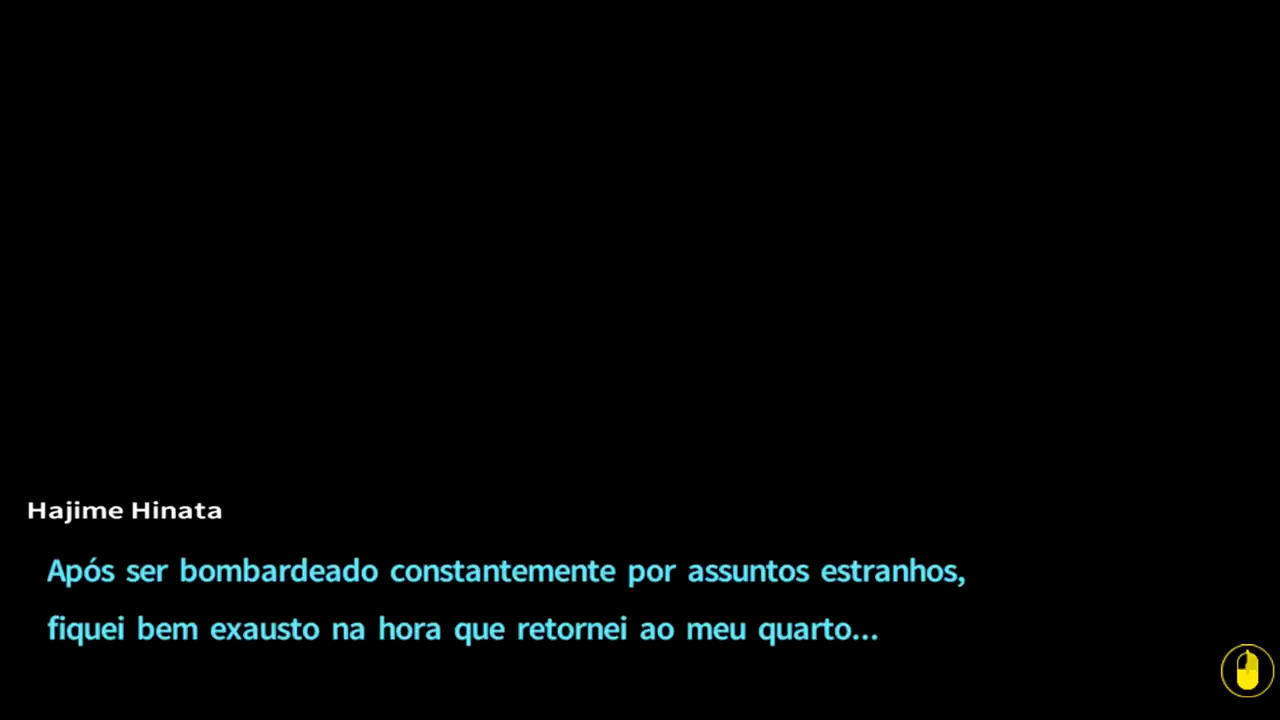 Hajime Hinata
Após ser bombardeado constantemente por assuntos estranhos,
fiquei bem exausto na hora que retornei ao meu quarto...